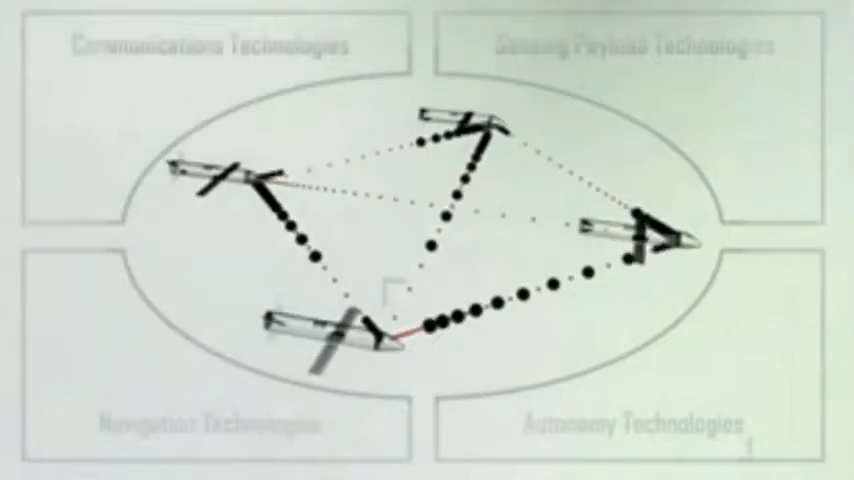 Communications Technologies
Sensing Payload Technologies
Navigation Technologies
Autonomy Technologies